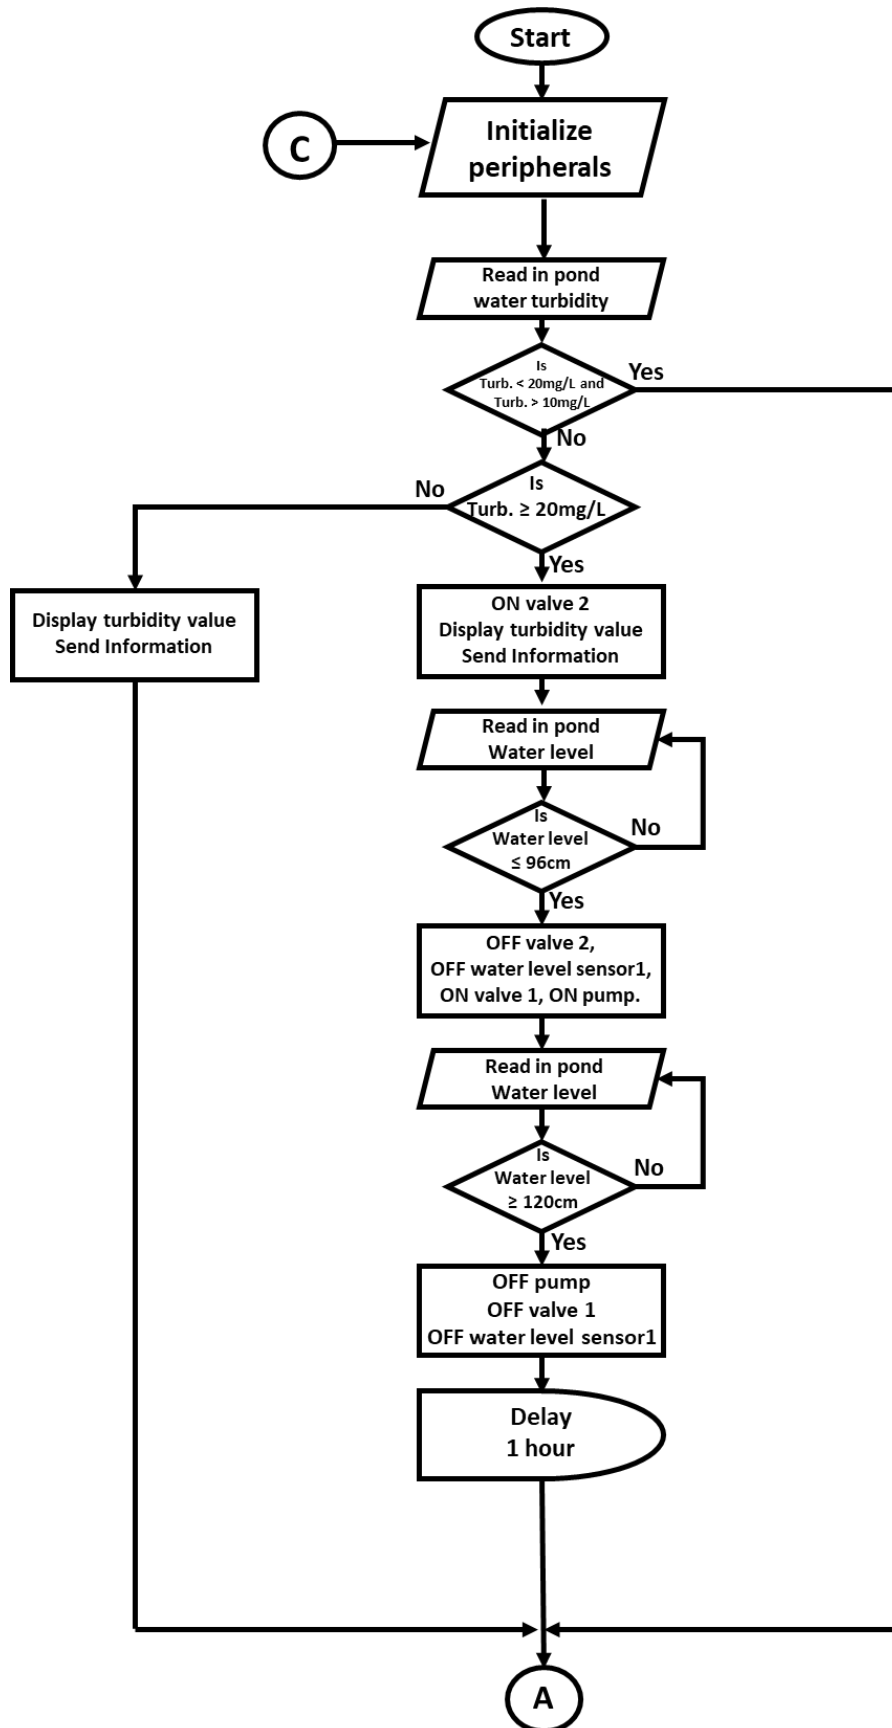 Start
C
Initialize
peripherals
Read in pond
water turbidity
Is
Turb. < 20mg/L and
Turb. > 10mg/L
Yes
No
Is
Turb. ≥ 20mg/L
No
Yes
Display turbidity value
Send Information
ON valve 2
Display turbidity value
Send Information
Read in pond
Water level
Is
Water level
≤ 96cm
No
Yes
OFF valve 2,
OFF water level sensor1,
ON valve 1, ON pump.
Read in pond
Water level
Is
Water level
≥ 120cm
No
Yes
OFF pump
OFF valve 1
OFF water level sensor1
Delay
1 hour
A